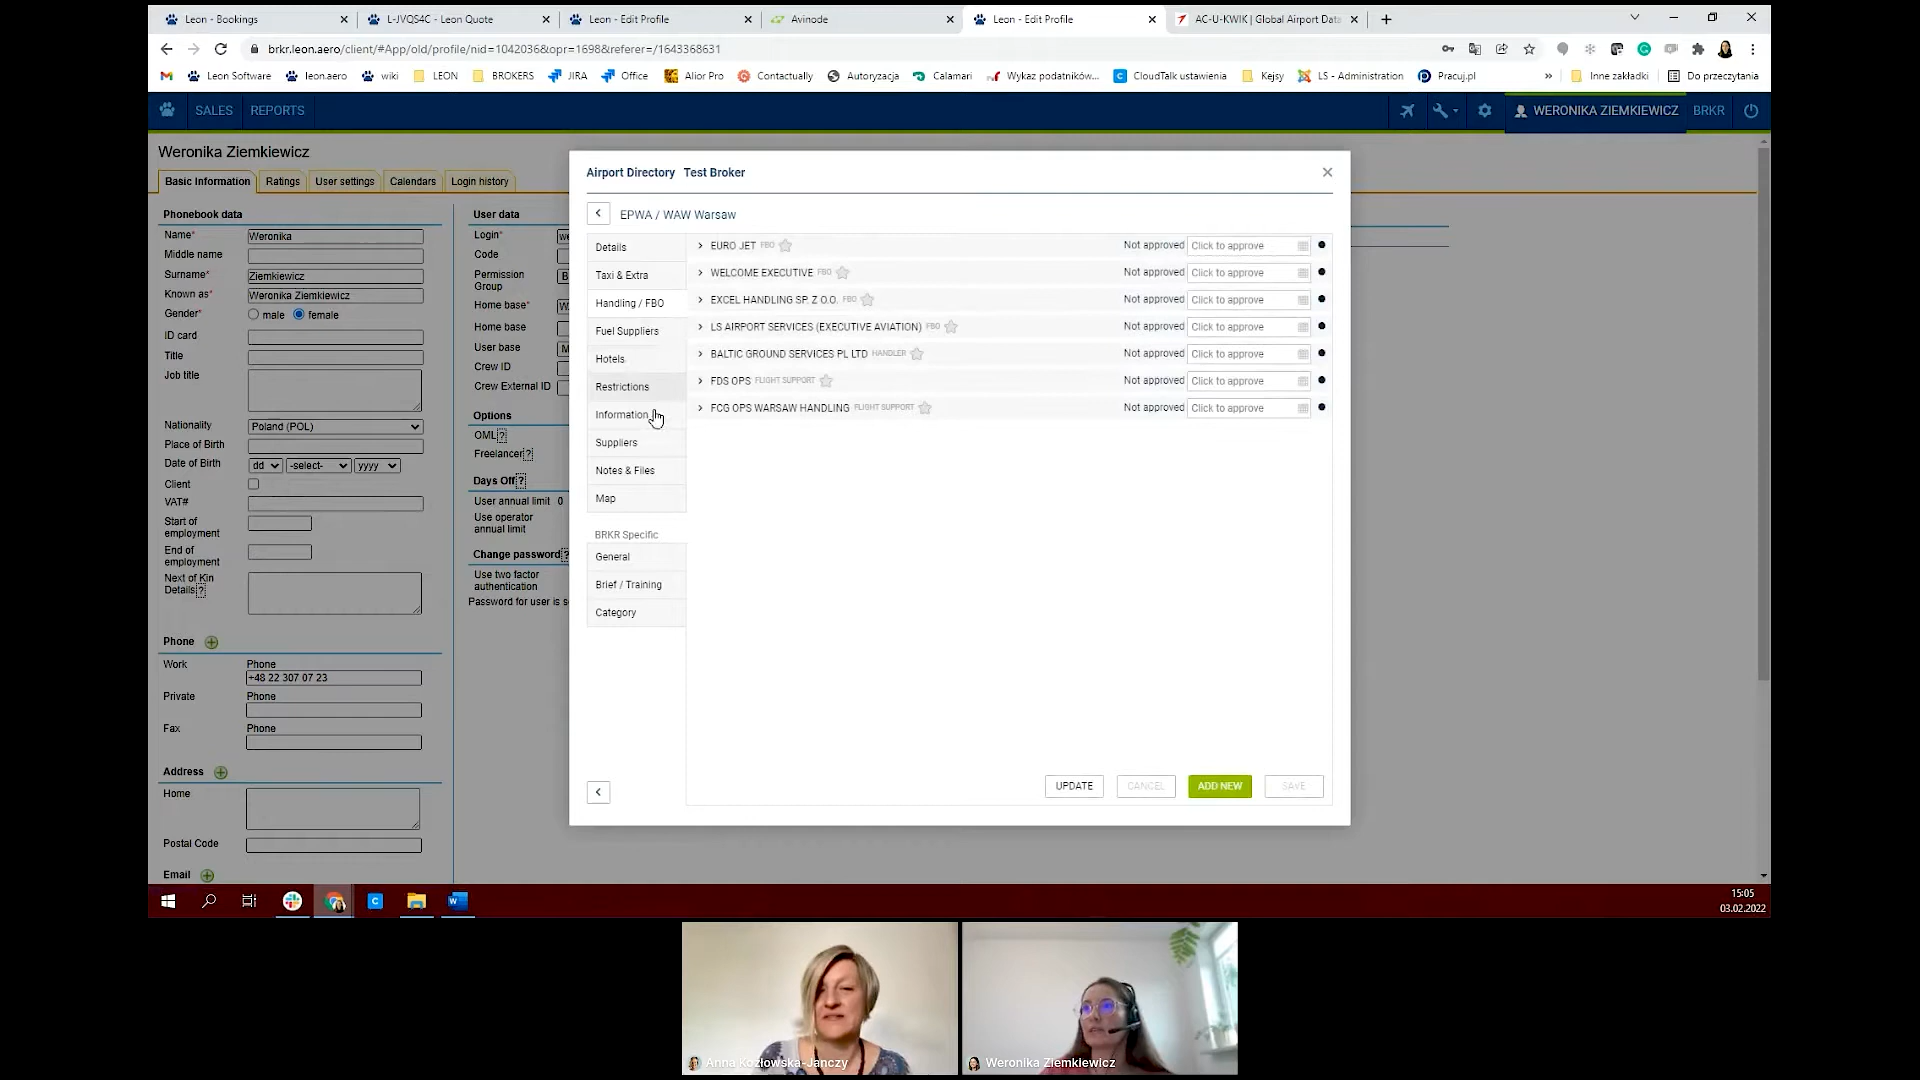 Leon - Bookings
L-JVQS4C - Leon Quote
Leon - Edit Profile
Avinode
Leon - Edit Profile
AC-U-KWIK | Global Airport Data
brkr.leon.aero/client/#App/old/profile/nid=1042036&opr=1698&referer=/1643368631
Leon Software
leon.aero
wiki
LEON
BROKERS
JIRA
Office
Alior Pro
Contactually
Autoryzacja
Calamari
Wykaz podatników...
CloudTalk ustawienia
Kejsy
LS - Administration
Pracuj.pl
»
Inne zakładki
Do przeczytania
SALES
REPORTS
WERONIKA ZIEMKIEWICZ
BRKR
Weronika Ziemkiewicz
Basic Information
Ratings
User settings
Calendars
Login history
Phonebook data
Name* Weronika
Middle name
Surname* Ziemkiewicz
Known as* Weronika Ziemkiewicz
Gender* male female
ID card
Title
Job title
Nationality Poland (POL)
Place of Birth
Date of Birth dd -select- yyyy
Client
VAT#
Start of
employment
End of
employment
Next of Kin
Details[?]
Phone
Work Phone
+48 22 307 07 23
Private Phone
Fax Phone
Address
Home
Postal Code
Email
User data
Login*
Code
Permission
Group
Home base*
Home base
User base
Crew ID
Crew External ID
Options
OML[?]
Freelancer[?]
Days Off[?]
User annual limit 0
Use operator
annual limit
Change password[?]
Use two factor
authentication
Password for user is s
Airport Directory Test Broker
EPWA / WAW Warsaw
Details
Taxi & Extra
Handling / FBO
Fuel Suppliers
Hotels
Restrictions
Information
Suppliers
Notes & Files
Map
BRKR Specific
General
Brief / Training
Category
EURO JET FBO Not approved Click to approve
WELCOME EXECUTIVE FBO Not approved Click to approve
EXCEL HANDLING SP. Z O.O. FBO Not approved Click to approve
LS AIRPORT SERVICES (EXECUTIVE AVIATION) FBO Not approved Click to approve
BALTIC GROUND SERVICES PL LTD HANDLER Not approved Click to approve
FDS OPS FLIGHT SUPPORT Not approved Click to approve
FCG OPS WARSAW HANDLING FLIGHT SUPPORT Not approved Click to approve
UPDATE
CANCEL
ADD NEW
SAVE
15:05
03.02.2022
Anna Kozłowska-Janczy
Weronika Ziemkiewicz